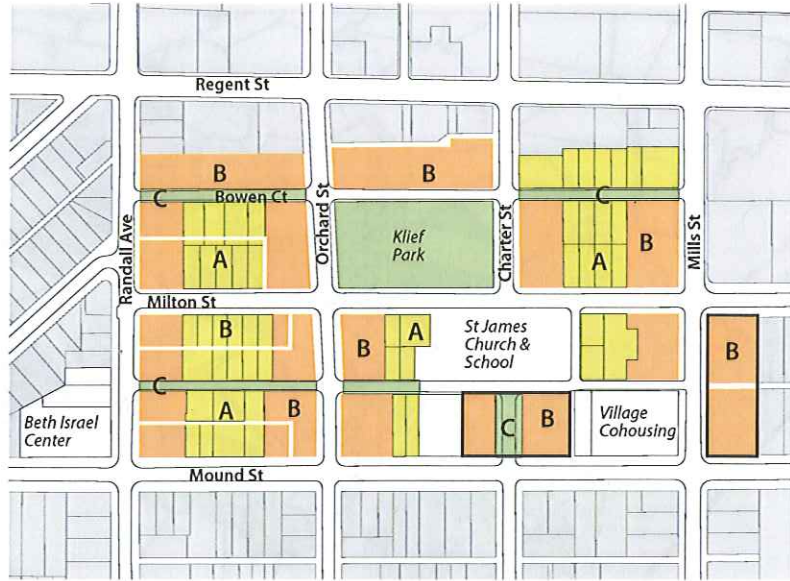 Regent St
B
B
C
Bowen Ct
C
Randall Ave
Orchard St
Klief
Park
Charter St
B
Mills St
A
A
Milton St
B
A
St James
Church &
School
B
B
C
A
B
C
B
Village
Cohousing
Beth Israel
Center
Mound St